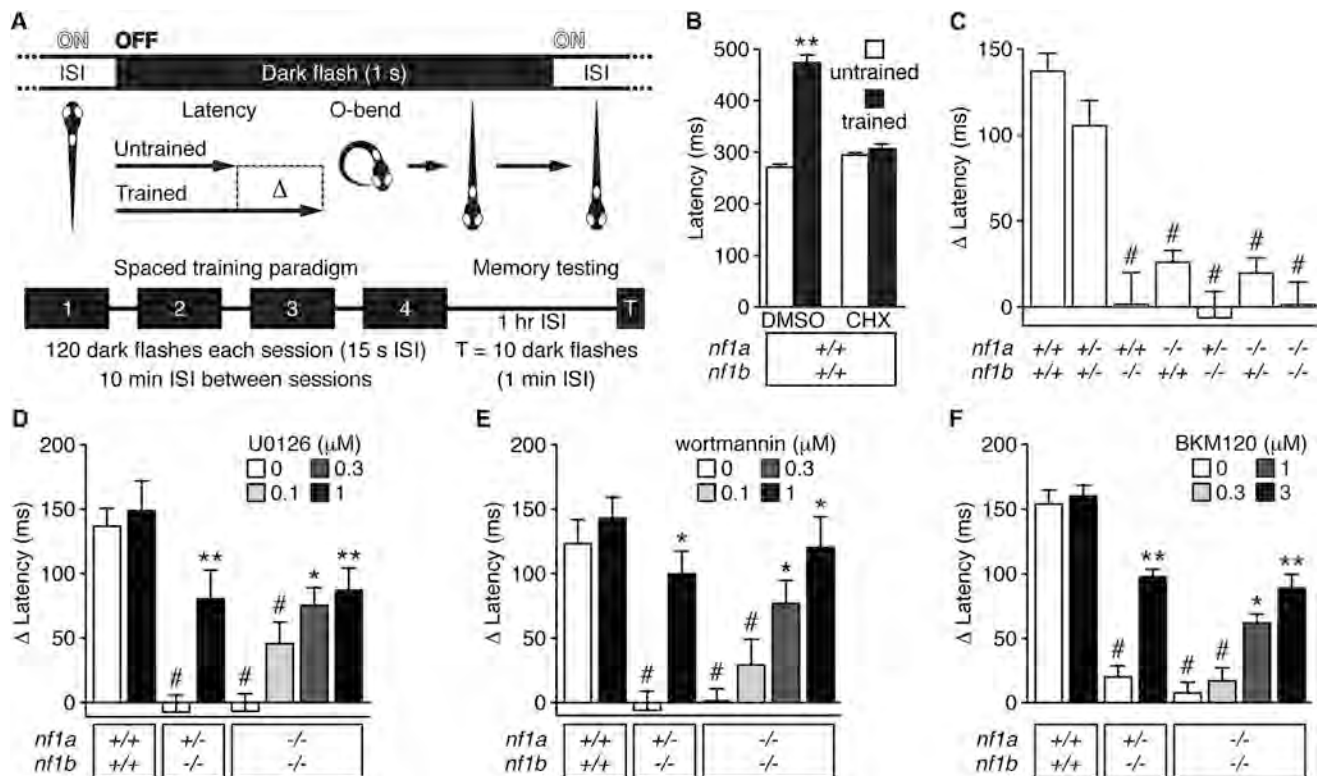 A
ON OFF ON
ISI Dark flash (1 s) ISI
Latency O-bend
Untrained
Trained Δ
Spaced training paradigm Memory testing
1 2 3 4 T
1 hr ISI
120 dark flashes each session (15 s ISI) T = 10 dark flashes
10 min ISI between sessions (1 min ISI)
B
Latency (ms)
500
400
300
200
100
0
**
untrained
trained
DMSO CHX
nf1a +/+
nf1b +/+
C
Δ Latency (ms)
150
100
50
0
# # # # #
nf1a +/+ +/- +/+ -/- +/- -/- -/-
nf1b +/+ +/- -/- +/+ -/- +/- -/-
D
Δ Latency (ms)
200
150
100
50
0
U0126 (μM)
0 0.3
0.1 1
# ** # # * **
nf1a +/+ +/- -/-
nf1b +/+ -/- -/-
E
Δ Latency (ms)
200
150
100
50
0
wortmannin (μM)
0 0.3
0.1 1
# * # # * *
nf1a +/+ +/- -/-
nf1b +/+ -/- -/-
F
Δ Latency (ms)
200
150
100
50
0
BKM120 (μM)
0 1
0.3 3
# ** # # * **
nf1a +/+ +/- -/-
nf1b +/+ -/- -/-